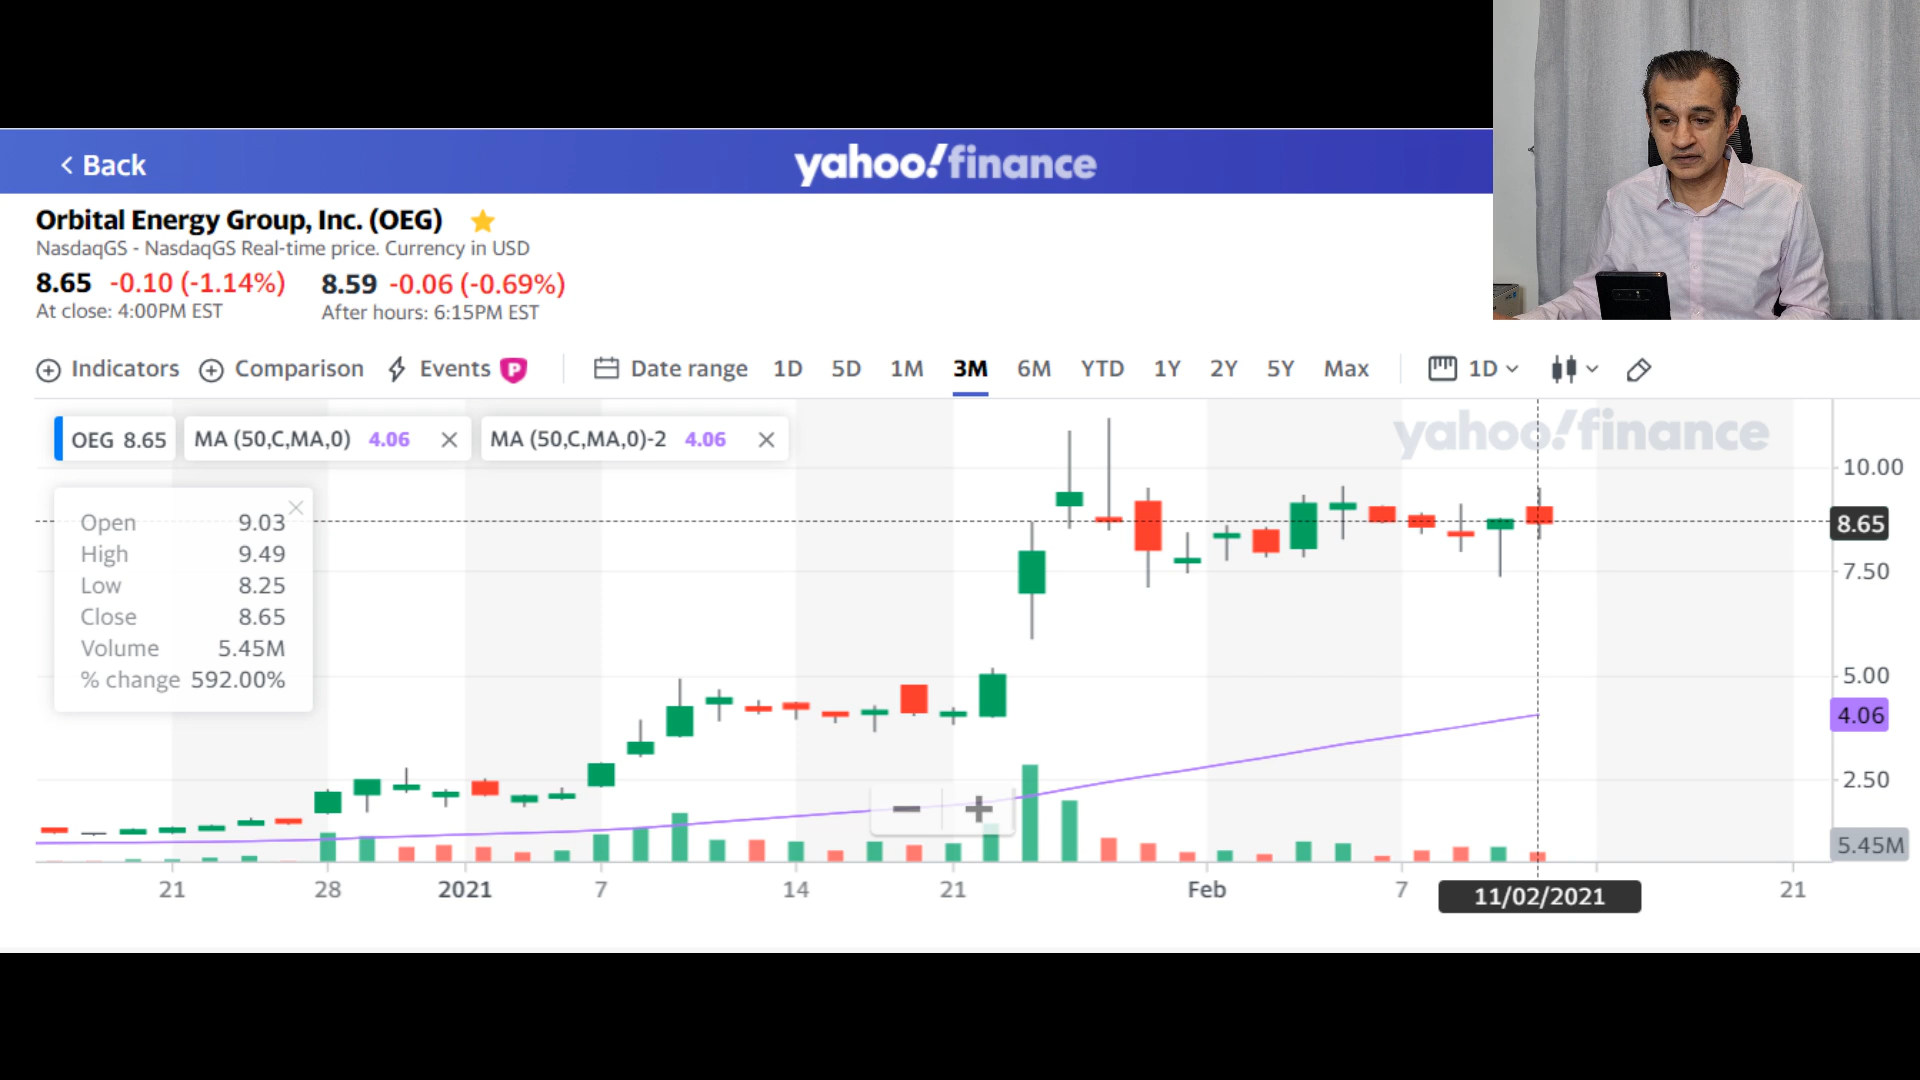 Back
yahoo!finance
Orbital Energy Group, Inc. (OEG)
NasdaqGS - NasdaqGS Real-time price. Currency in USD
8.65 -0.10 (-1.14%) 8.59 -0.06 (-0.69%)
At close: 4:00PM EST After hours: 6:15PM EST
Indicators Comparison Events P Date range 1D 5D 1M 3M 6M YTD 1Y 2Y 5Y Max 1D
OEG 8.65 MA (50,C,MA,0) 4.06 MA (50,C,MA,0)-2 4.06
yahoo!finance
Open 9.03
High 9.49
Low 8.25
Close 8.65
Volume 5.45M
% change 592.00%
10.00
8.65
7.50
5.00
4.06
2.50
5.45M
21 28 2021 7 14 21 Feb 7 11/02/2021 21